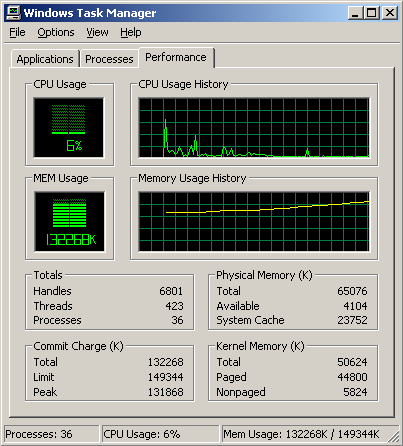 Windows Task Manager
File Options View Help
Applications Processes Performance
CPU Usage CPU Usage History
6%
MEM Usage Memory Usage History
132268K
Totals
Handles 6801
Threads 423
Processes 36
Physical Memory (K)
Total 65076
Available 4104
System Cache 23752
Commit Charge (K)
Total 132268
Limit 149344
Peak 131868
Kernel Memory (K)
Total 50624
Paged 44800
Nonpaged 5824
Processes: 36 CPU Usage: 6% Mem Usage: 132268K / 149344K